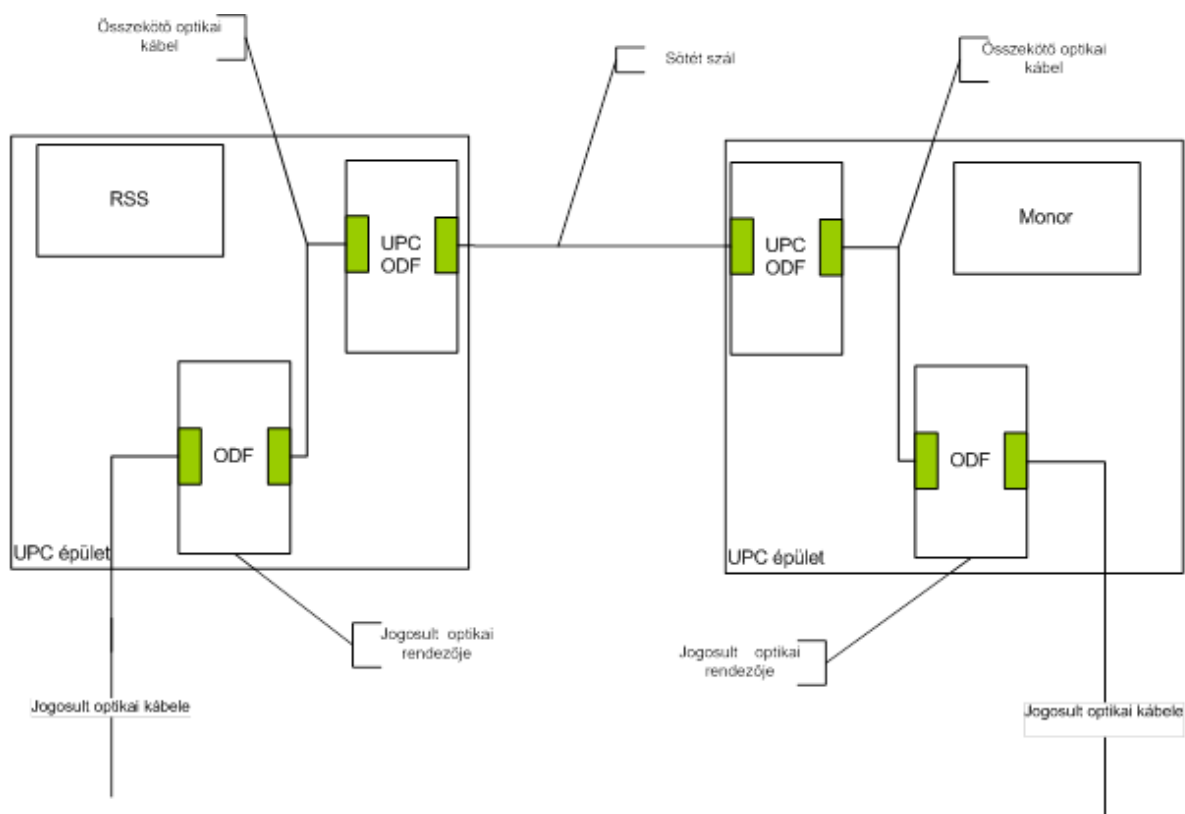 Összekötő optikai
kábel
Sötét szál
Összekötő optikai
kábel
RSS
UPC
ODF
UPC
ODF
Monor
ODF
ODF
UPC épület
UPC épület
Jogosult optikai
rendezője
Jogosult optikai
rendezője
Jogosult optikai kábele
Jogosult optikai kábele